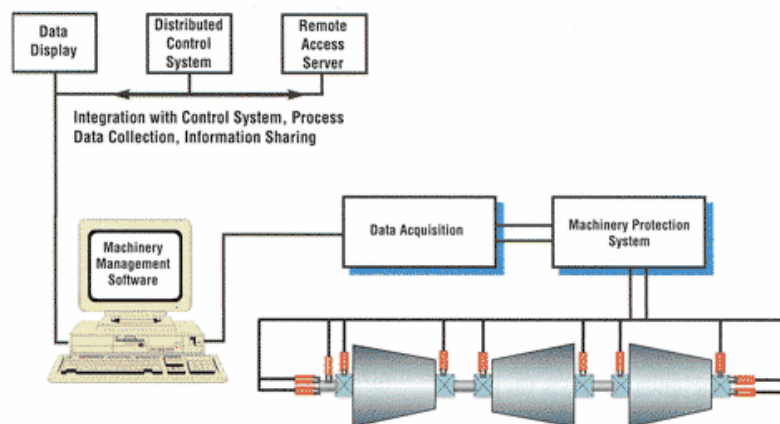 Data
Display
Distributed
Control
System
Remote
Access
Server
Integration with Control System, Process
Data Collection, Information Sharing
Machinery
Management
Software
Data Acquisition
Machinery Protection
System